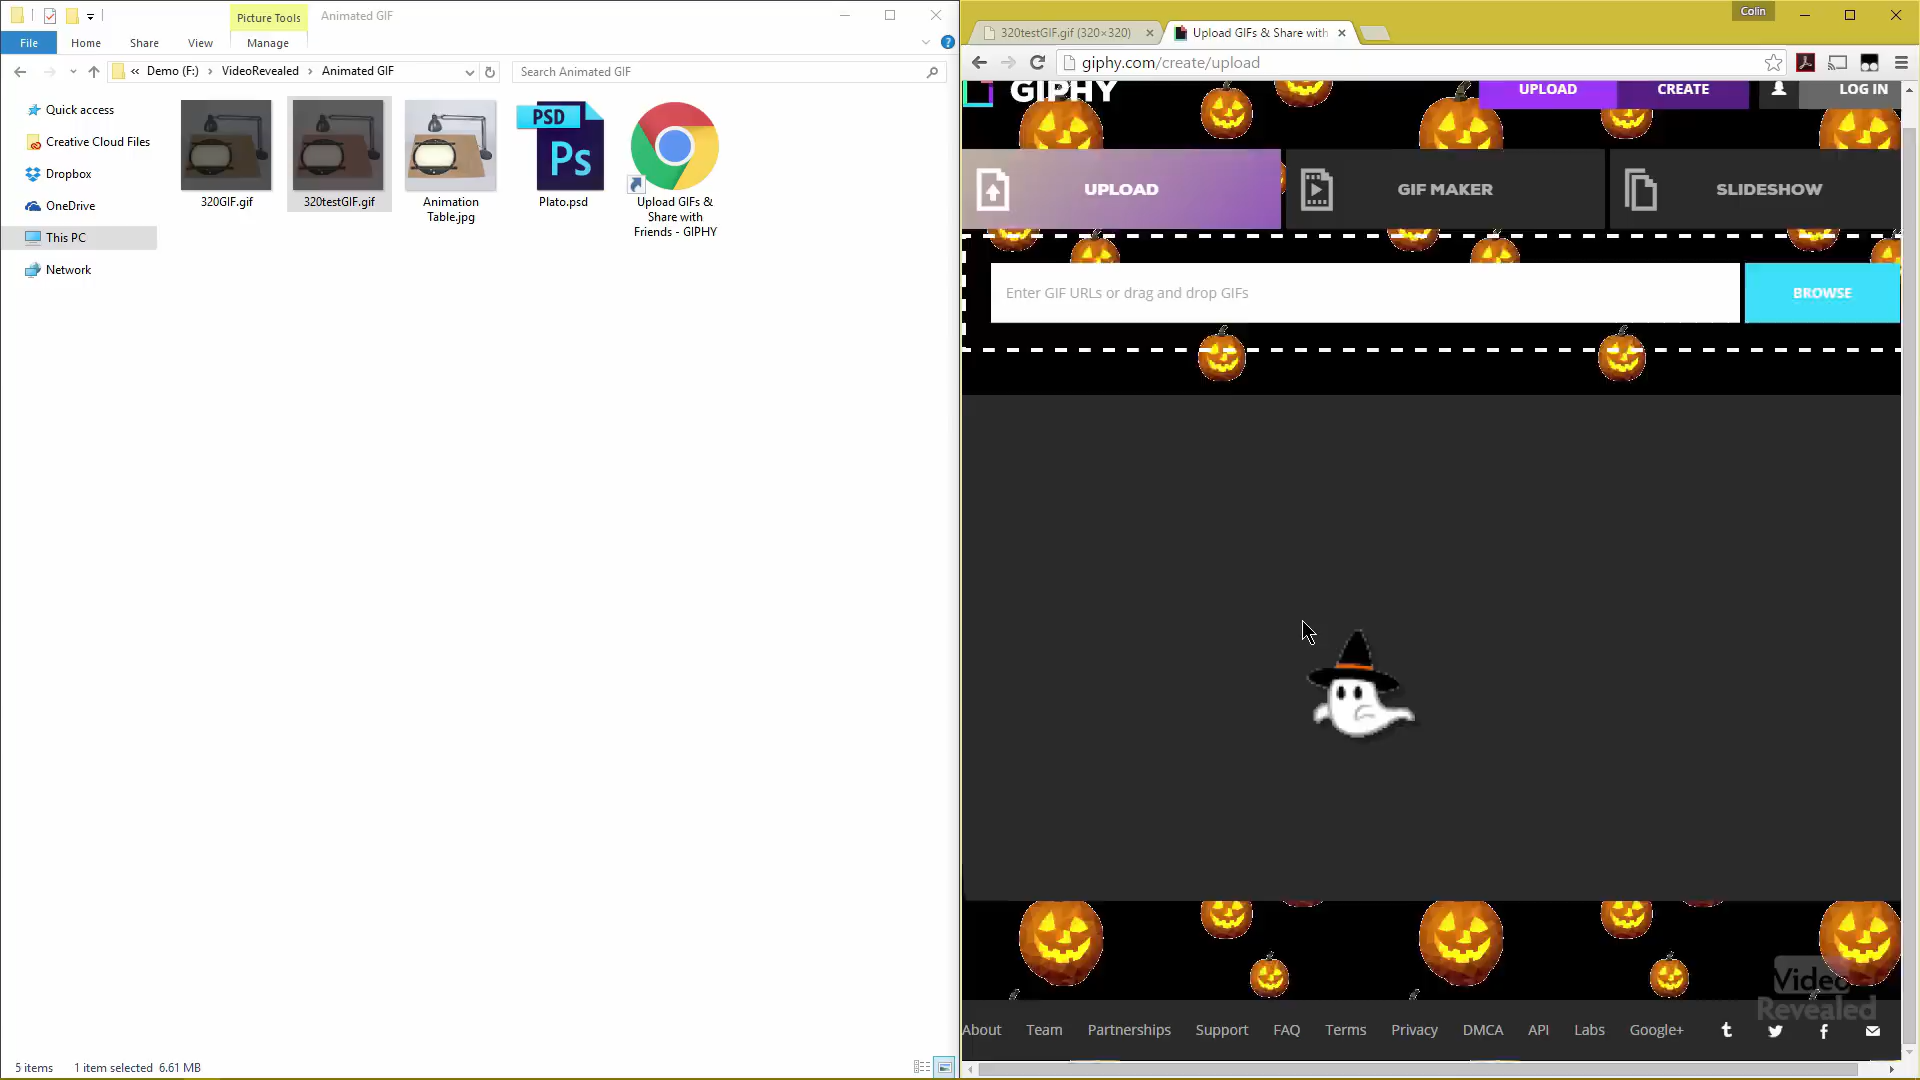 Picture Tools
Animated GIF
File
Home
Share
View
Manage
« Demo (F:) › VideoRevealed › Animated GIF
Search Animated GIF
Quick access
Creative Cloud Files
Dropbox
OneDrive
This PC
Network
320GIF.gif
320testGIF.gif
Animation
Table.jpg
PSD
Ps
Plato.psd
Upload GIFs &
Share with
Friends - GIPHY
5 items
1 item selected 6.61 MB
Colin
320testGIF.gif (320×320)
Upload GIFs & Share with
giphy.com/create/upload
GIPHY
UPLOAD
CREATE
LOG IN
UPLOAD
GIF MAKER
SLIDESHOW
Enter GIF URLs or drag and drop GIFs
BROWSE
Video
Revealed
About
Team
Partnerships
Support
FAQ
Terms
Privacy
DMCA
API
Labs
Google+